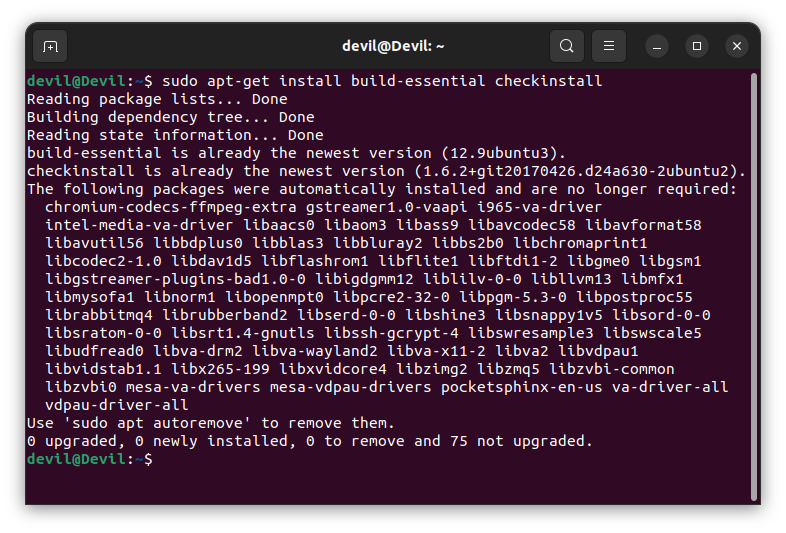 devil@Devil: ~
devil@Devil:~$ sudo apt-get install build-essential checkinstall
Reading package lists... Done
Building dependency tree... Done
Reading state information... Done
build-essential is already the newest version (12.9ubuntu3).
checkinstall is already the newest version (1.6.2+git20170426.d24a630-2ubuntu2).
The following packages were automatically installed and are no longer required:
  chromium-codecs-ffmpeg-extra gstreamer1.0-vaapi i965-va-driver
  intel-media-va-driver libaacs0 libaom3 libass9 libavcodec58 libavformat58
  libavutil56 libbdplus0 libblas3 libbluray2 libbs2b0 libchromaprint1
  libcodec2-1.0 libdav1d5 libflashrom1 libflite1 libftdi1-2 libgme0 libgsm1
  libgstreamer-plugins-bad1.0-0 libigdgmm12 liblilv-0-0 libllvm13 libmfx1
  libmysofa1 libnorm1 libopenmpt0 libpcre2-32-0 libpgm-5.3-0 libpostproc55
  librabbitmq4 librubberband2 libserd-0-0 libshine3 libsnappy1v5 libsord-0-0
  libsratom-0-0 libsrt1.4-gnutls libssh-gcrypt-4 libswresample3 libswscale5
  libudfread0 libva-drm2 libva-wayland2 libva-x11-2 libva2 libvdpau1
  libvidstab1.1 libx265-199 libxvidcore4 libzimg2 libzmq5 libzvbi-common
  libzvbi0 mesa-va-drivers mesa-vdpau-drivers pocketsphinx-en-us va-driver-all
  vdpau-driver-all
Use 'sudo apt autoremove' to remove them.
0 upgraded, 0 newly installed, 0 to remove and 75 not upgraded.
devil@Devil:~$